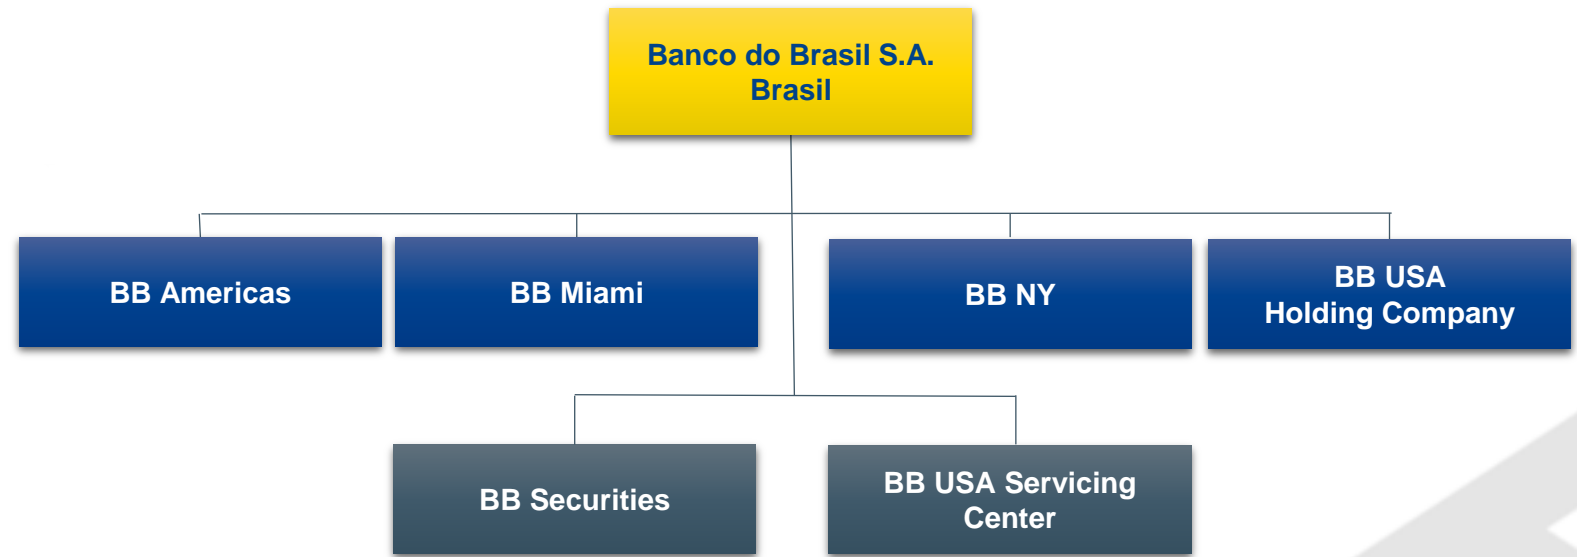 Banco do Brasil S.A.
Brasil
BB Americas
BB Miami
BB NY
BB USA
Holding Company
BB Securities
BB USA Servicing
Center